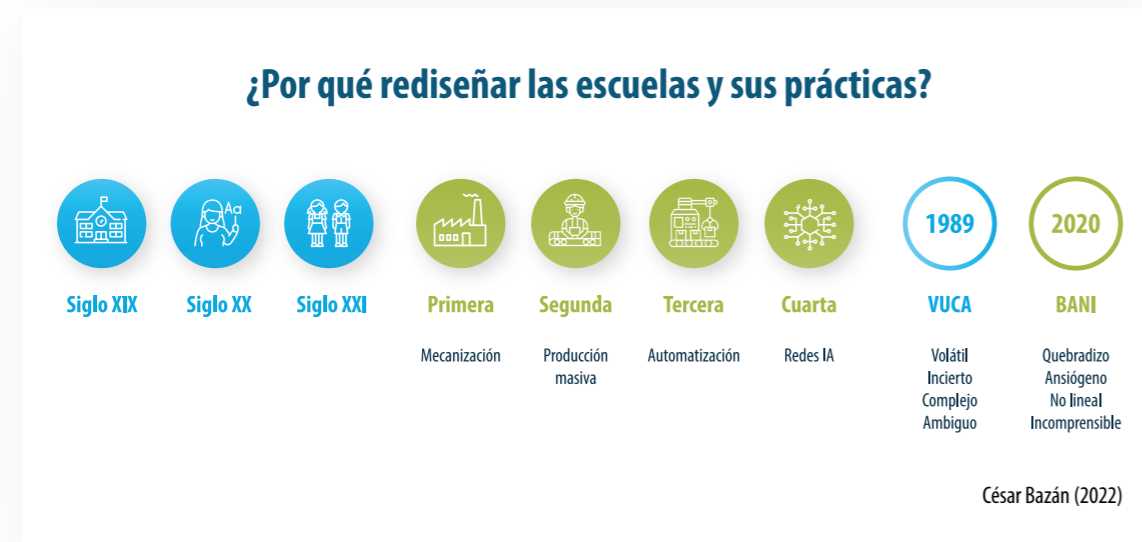 ¿Por qué rediseñar las escuelas y sus prácticas?
Aa
Siglo XIX
Siglo XX
Siglo XXI
Primera
Mecanización
Segunda
Producción
masiva
Tercera
Automatización
Cuarta
Redes IA
1989
VUCA
Volátil
Incierto
Complejo
Ambiguo
2020
BANI
Quebradizo
Ansiógeno
No lineal
Incomprensible
César Bazán (2022)